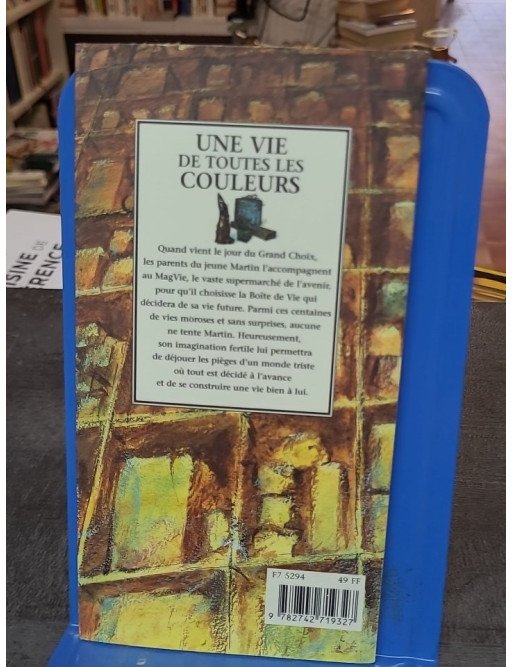 UNE VIE
DE TOUTES LES
COULEURS
Quand vient le jour du Grand Choix,
les parents du jeune Martin l'accompagnent
au MagVie, le vaste supermarché de l'avenir,
pour qu'il choisisse la Boîte de Vie qui
décidera de sa vie future. Parmi ces centaines
de vies moroses et sans surprises, aucune
ne tente Martin. Heureusement,
son imagination fertile lui permettra
de déjouer les pièges d'un monde triste
où tout est décidé à l'avance
et de se construire une vie bien à lui.
F7 5294 49 FF
9 782742 719327
ISINE DE
RENCE